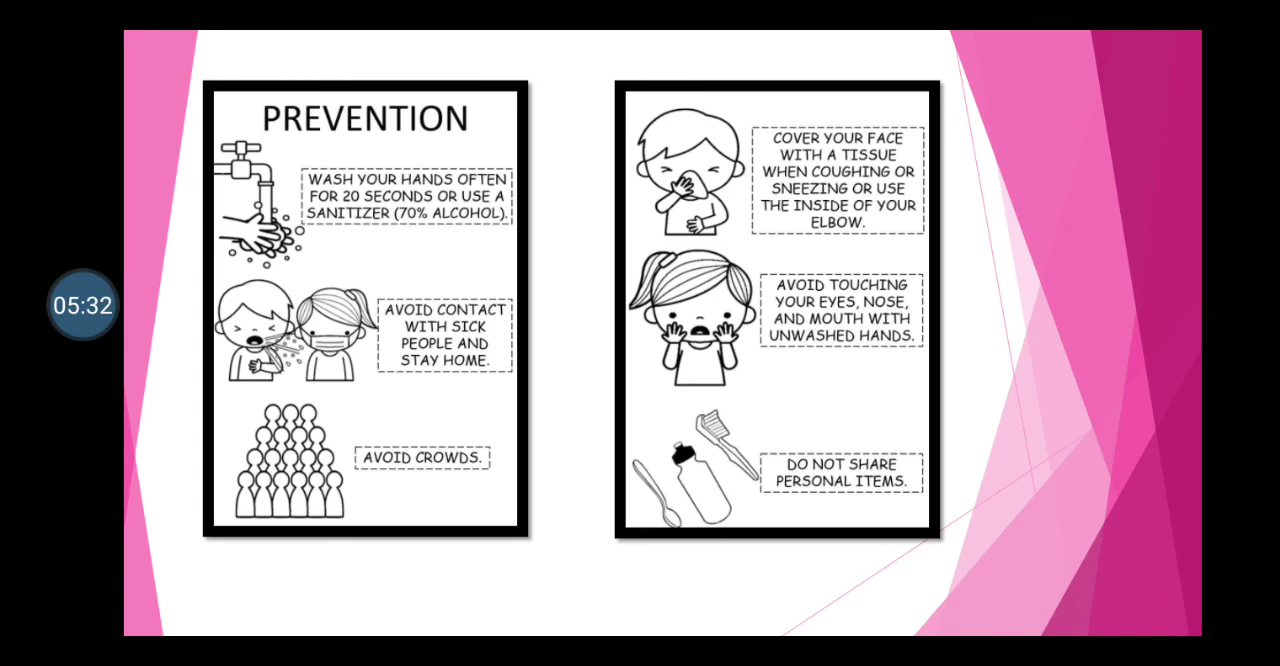 PREVENTION
WASH YOUR HANDS OFTEN
FOR 20 SECONDS OR USE A
SANITIZER (70% ALCOHOL).
AVOID CONTACT
WITH SICK
PEOPLE AND
STAY HOME.
AVOID CROWDS.
COVER YOUR FACE
WITH A TISSUE
WHEN COUGHING OR
SNEEZING OR USE
THE INSIDE OF YOUR
ELBOW.
AVOID TOUCHING
YOUR EYES, NOSE,
AND MOUTH WITH
UNWASHED HANDS.
DO NOT SHARE
PERSONAL ITEMS.
05:32